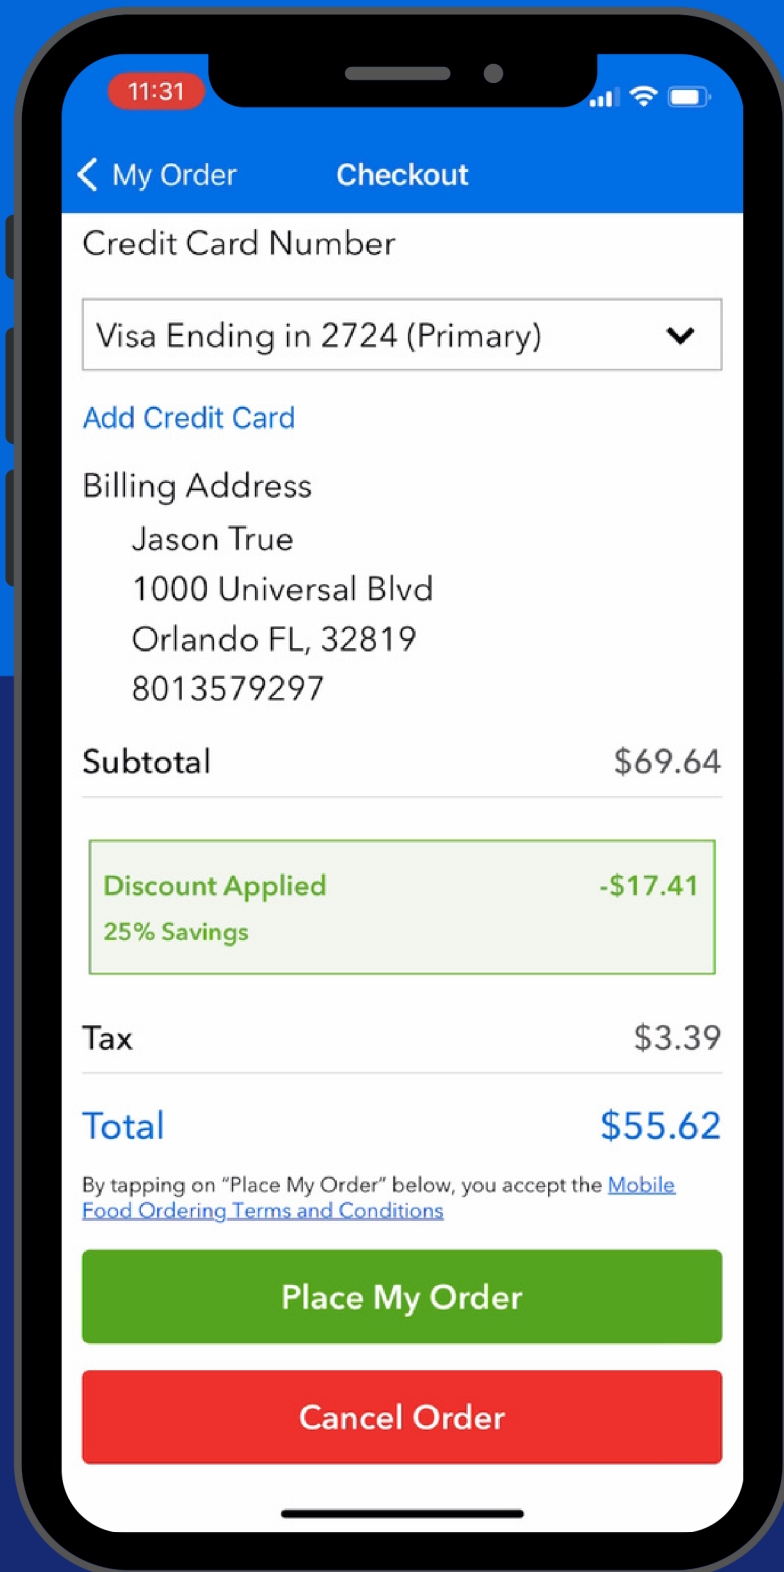 11:31
My Order Checkout
Credit Card Number
Visa Ending in 2724 (Primary)
Add Credit Card
Billing Address
Jason True
1000 Universal Blvd
Orlando FL, 32819
8013579297
Subtotal $69.64
Discount Applied -$17.41
25% Savings
Tax $3.39
Total $55.62
By tapping on “Place My Order” below, you accept the Mobile
Food Ordering Terms and Conditions
Place My Order
Cancel Order